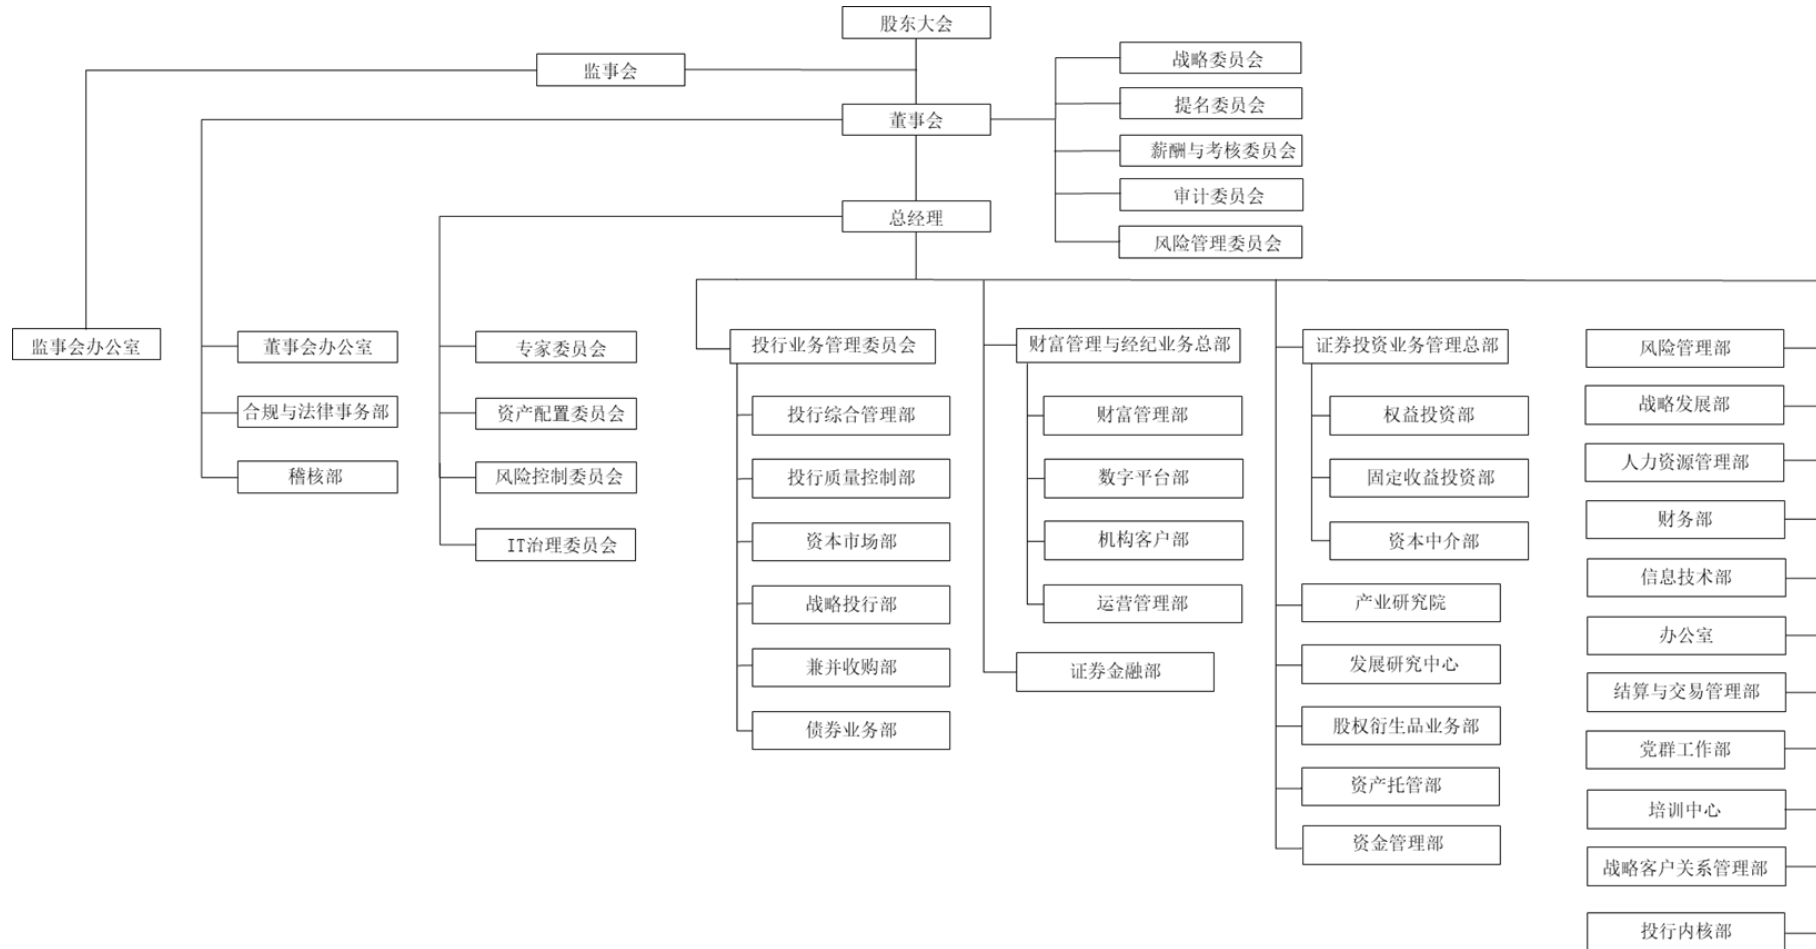 股东大会
监事会
董事会
战略委员会
提名委员会
薪酬与考核委员会
审计委员会
风险管理委员会
总经理
监事会办公室
董事会办公室
合规与法律事务部
稽核部
专家委员会
资产配置委员会
风险控制委员会
IT治理委员会
投行业务管理委员会
投行综合管理部
投行质量控制部
资本市场部
战略投行部
兼并收购部
债券业务部
财富管理与经纪业务总部
财富管理部
数字平台部
机构客户部
运营管理部
证券金融部
证券投资业务管理总部
权益投资部
固定收益投资部
资本中介部
产业研究院
发展研究中心
股权衍生品业务部
资产托管部
资金管理部
风险管理部
战略发展部
人力资源管理部
财务部
信息技术部
办公室
结算与交易管理部
党群工作部
培训中心
战略客户关系管理部
投行内核部